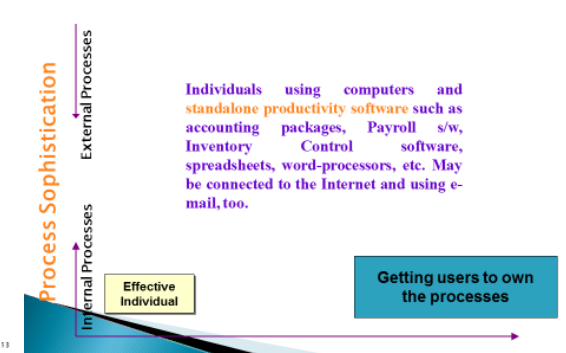 Process Sophistication
External Processes
Internal Processes
Individuals using computers and
standalone productivity software such as
accounting packages, Payroll s/w,
Inventory Control software,
spreadsheets, word-processors, etc. May
be connected to the Internet and using e-
mail, too.
Effective
Individual
Getting users to own
the processes
13